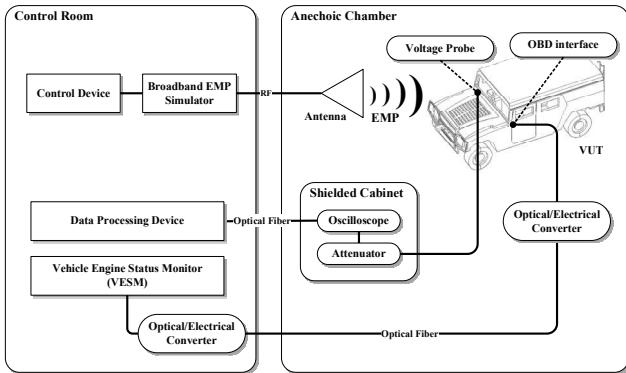 Control Room
Anechoic Chamber
Control Device
Broadband EMP
Simulator
RF
Antenna
EMP
Voltage Probe
OBD interface
VUT
Shielded Cabinet
Oscilloscope
Attenuator
Data Processing Device
Optical Fiber
Optical/Electrical
Converter
Vehicle Engine Status Monitor
(VESM)
Optical/Electrical
Converter
Optical Fiber